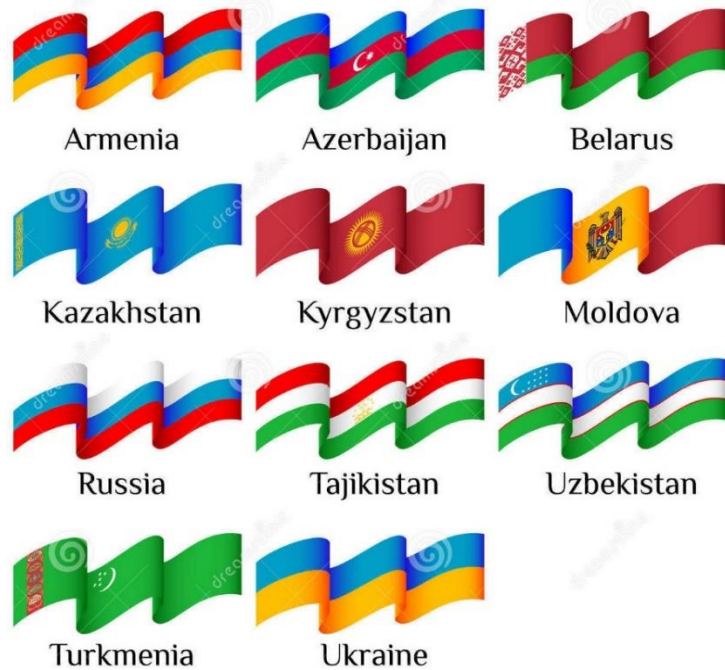 Armenia
Azerbaijan
Belarus
Kazakhstan
Kyrgyzstan
Moldova
Russia
Tajikistan
Uzbekistan
Turkmenia
Ukraine